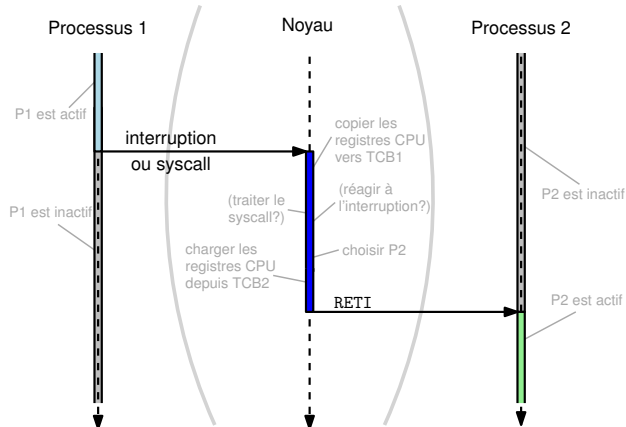 Processus 1
Noyau
Processus 2
P1 est actif
copier les
registres CPU
vers TCB1
interruption
ou syscall
P1 est inactif
(traiter le
syscall?)
(réagir à
l'interruption?)
P2 est inactif
charger les
registres CPU
depuis TCB2
choisir P2
RETI
P2 est actif